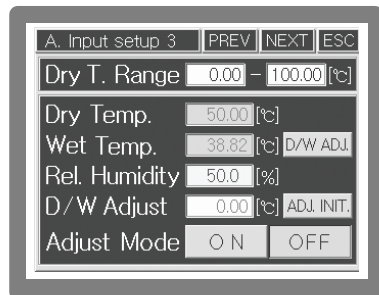 A. Input setup 3 PREV NEXT ESC
Dry T. Range 0.00 - 100.00 [℃]
Dry Temp. 50.00 [℃]
Wet Temp. 38.82 [℃] D/W ADJ.
Rel. Humidity 50.0 [%]
D/W Adjust 0.00 [℃] ADJ. INIT.
Adjust Mode ON OFF